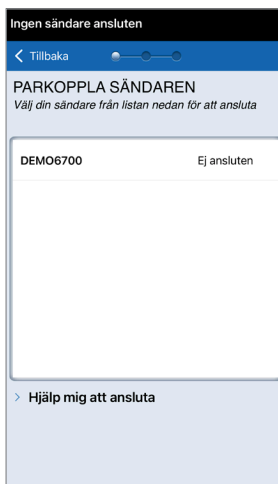 Ingen sändare ansluten
Tillbaka
PARKOPPLA SÄNDAREN
Välj din sändare från listan nedan för att ansluta
DEMO6700 Ej ansluten
Hjälp mig att ansluta